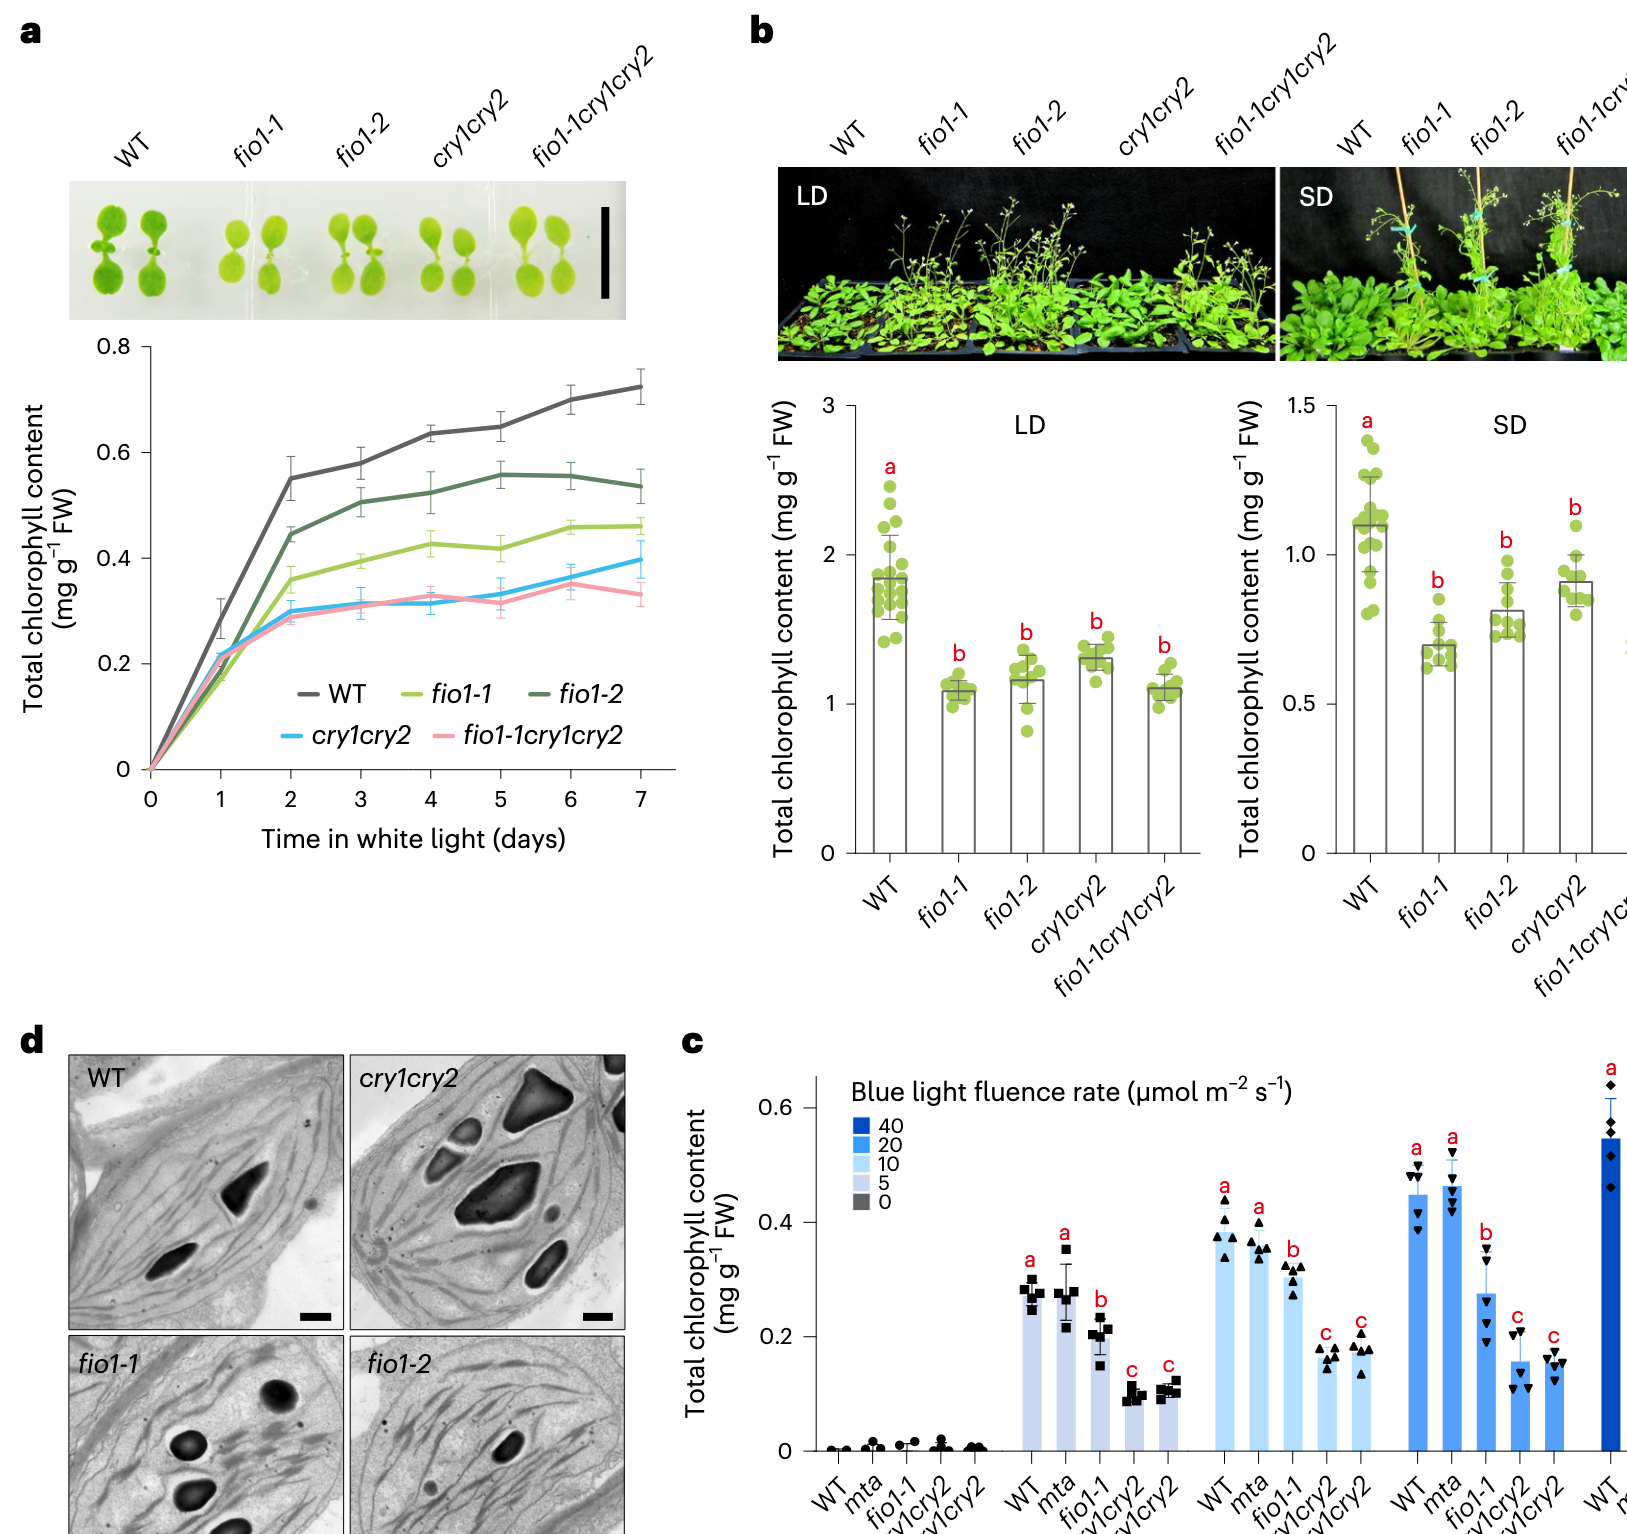 a
WT
fio1-1
fio1-2
cry1cry2
fio1-1cry1cry2
0.8
0.6
0.4
0.2
0
Total chlorophyll content
(mg g⁻¹ FW)
WT fio1-1 fio1-2
cry1cry2 fio1-1cry1cry2
0 1 2 3 4 5 6 7
Time in white light (days)
b
WT
fio1-1
fio1-2
cry1cry2
fio1-1cry1cry2
WT
fio1-1
fio1-2
LD
SD
3
2
1
0
Total chlorophyll content (mg g⁻¹ FW)
LD
a
b
b
b
b
WT
fio1-1
fio1-2
cry1cry2
fio1-1cry1cry2
1.5
1.0
0.5
0
Total chlorophyll content (mg g⁻¹ FW)
SD
a
b
b
b
WT
fio1-1
fio1-2
cry1cry2
d
WT
cry1cry2
fio1-1
fio1-2
c
Blue light fluence rate (μmol m⁻² s⁻¹)
40
20
10
5
0
0.6
0.4
0.2
0
Total chlorophyll content
(mg g⁻¹ FW)
a
a
b
c
c
a
a
b
c
c
a
a
b
c
c
a
WT
mta
fio1-1
WT
mta
fio1-1
WT
mta
fio1-1
WT
mta
fio1-1
WT